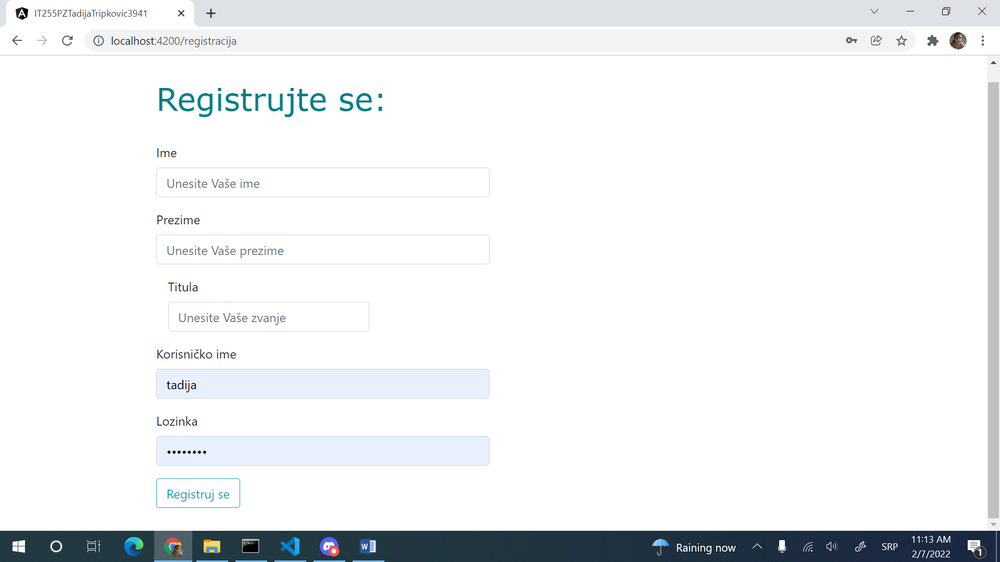 IT255PZTadijaTripkovic3941
localhost:4200/registracija
Registrujte se:
Ime
Unesite Vaše ime
Prezime
Unesite Vaše prezime
Titula
Unesite Vaše zvanje
Korisničko ime
tadija
Lozinka
••••••••
Registruj se
Raining now
SRP
11:13 AM
2/7/2022
1